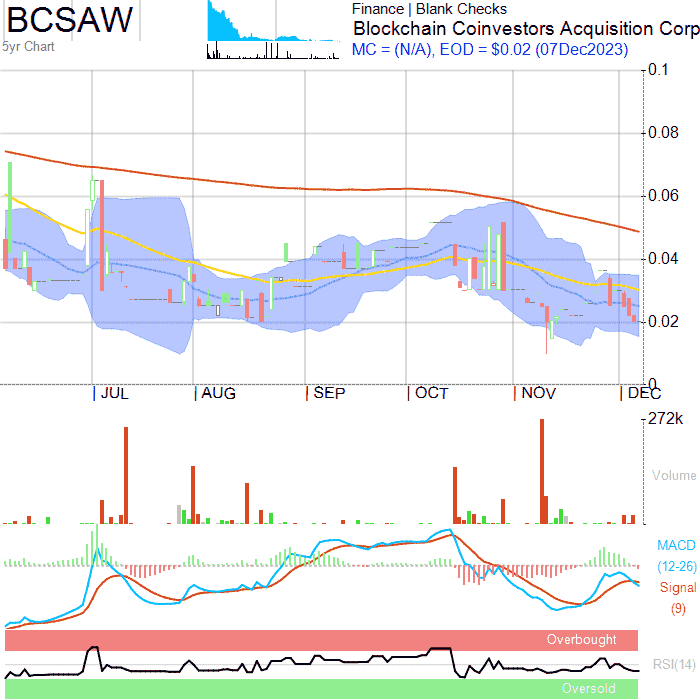 BCSAW
5yr Chart
Finance | Blank Checks
Blockchain Coinvestors Acquisition Corp
MC = (N/A), EOD = $0.02 (07Dec2023)
0.1
0.08
0.06
0.04
0.02
0
JUL AUG SEP OCT NOV DEC
272k
Volume
MACD
(12-26)
Signal
(9)
Overbought
RSI(14)
Oversold